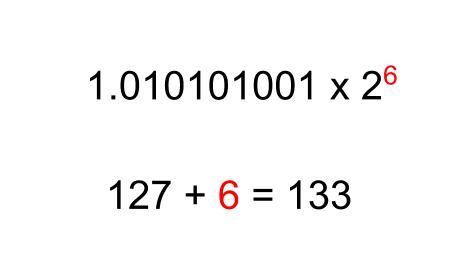 1.010101001 x 2⁶
127 + 6 = 133